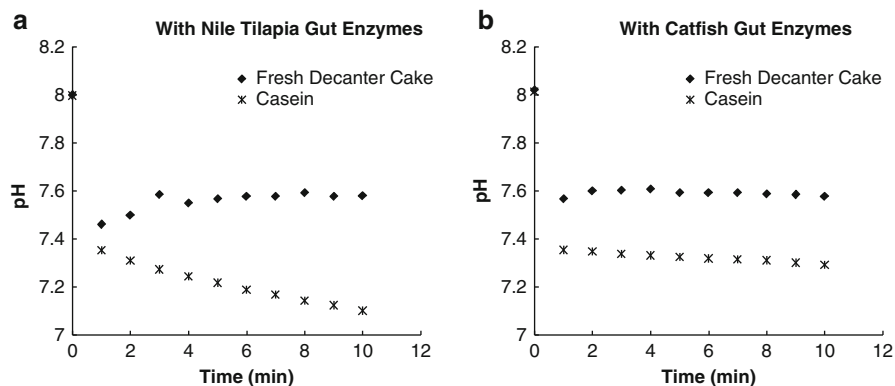 a
With Nile Tilapia Gut Enzymes
8.2
8
7.8
7.6
7.4
7.2
7
pH
Fresh Decanter Cake
Casein
0 2 4 6 8 10 12
Time (min)
b
With Catfish Gut Enzymes
8.2
8
7.8
7.6
7.4
7.2
7
pH
Fresh Decanter Cake
Casein
0 2 4 6 8 10 12
Time (min)